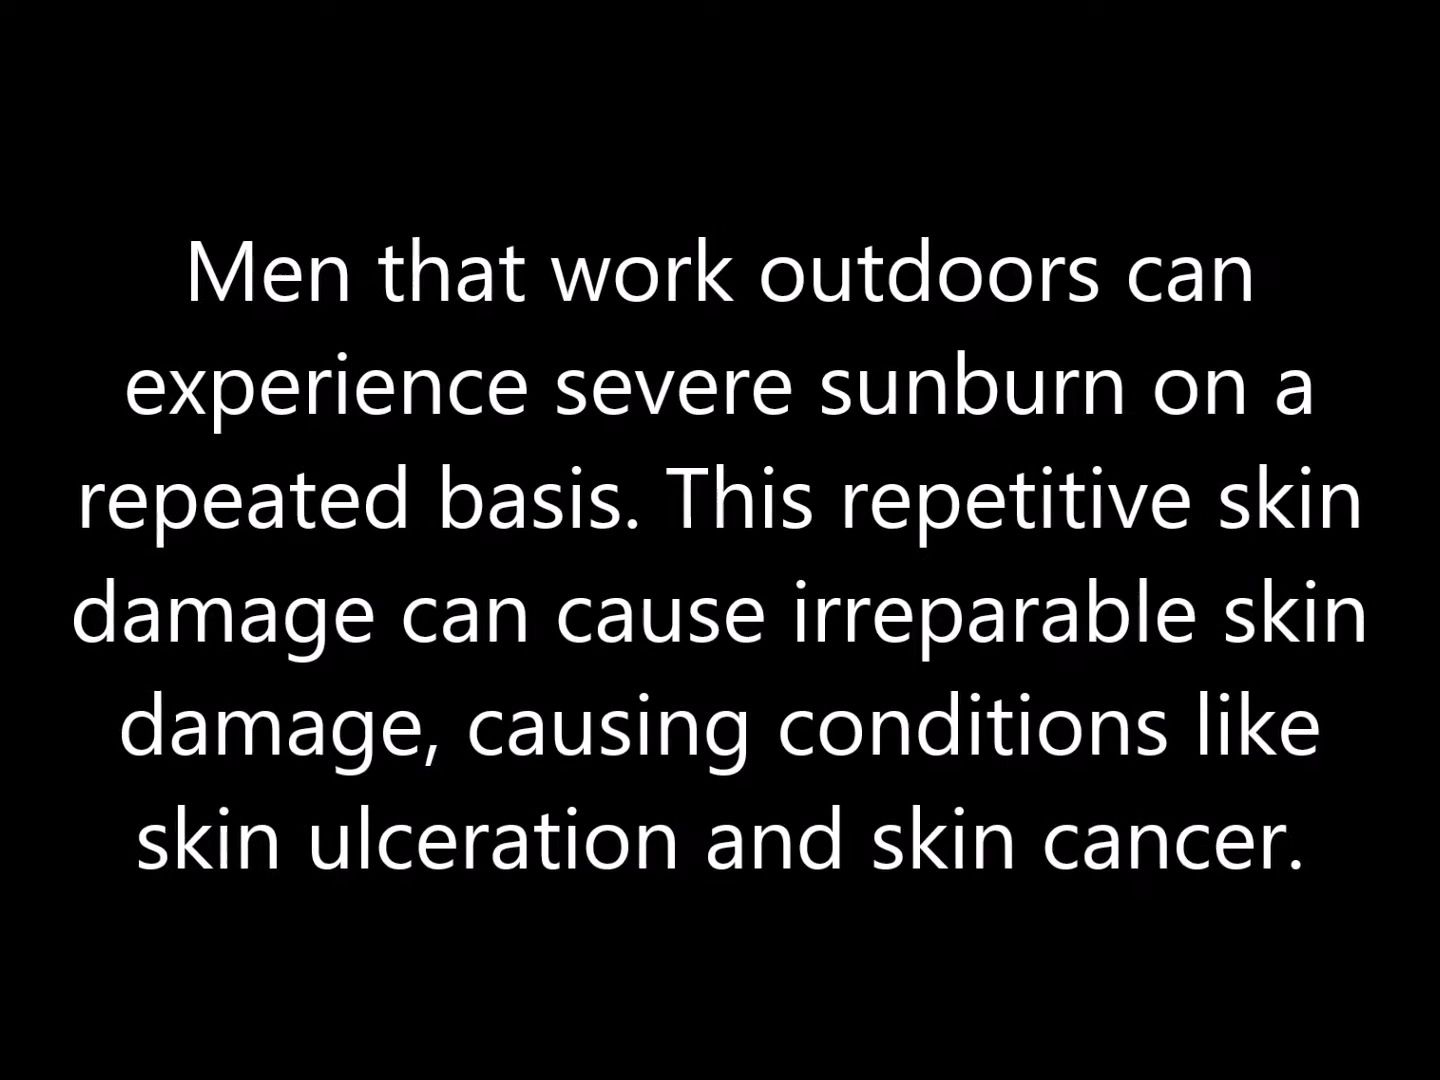 Men that work outdoors can
experience severe sunburn on a
repeated basis. This repetitive skin
damage can cause irreparable skin
damage, causing conditions like
skin ulceration and skin cancer.